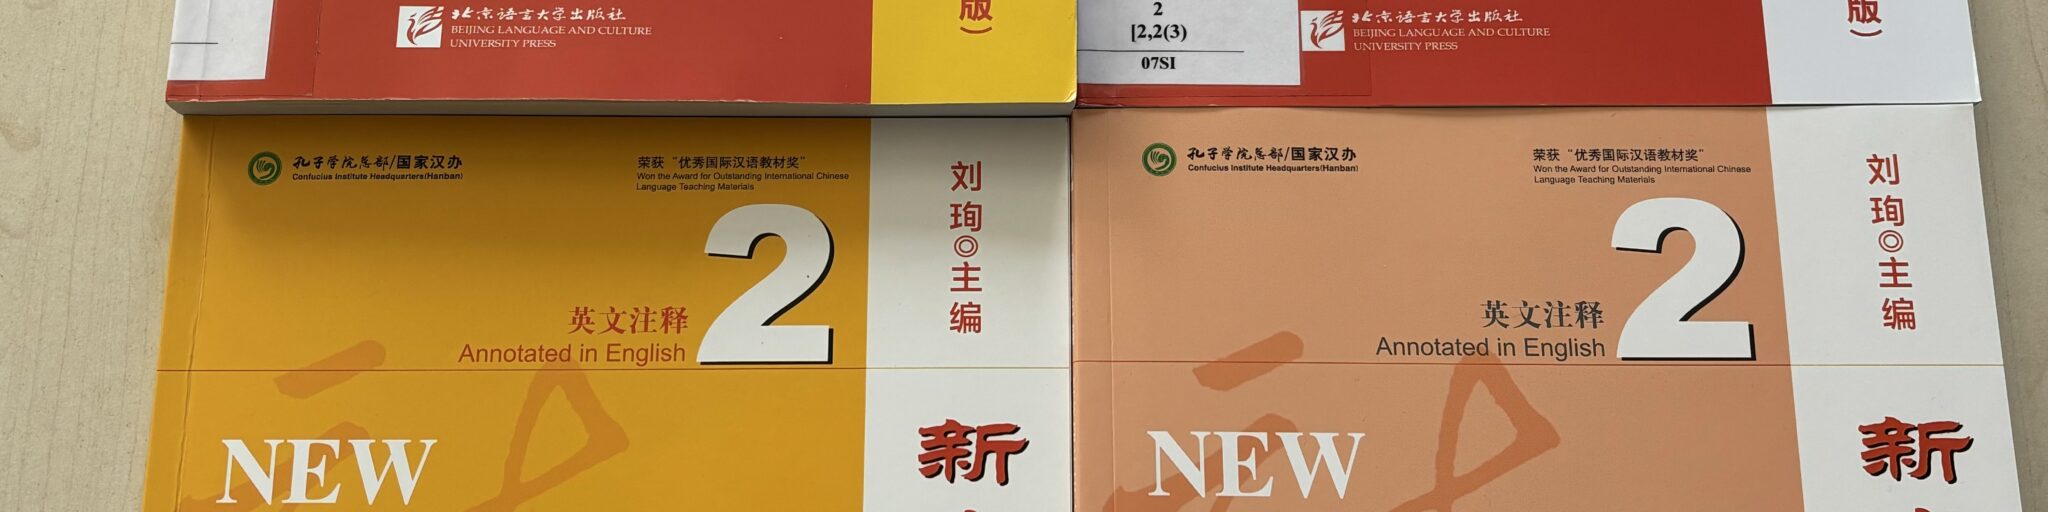 北京语言大学出版社
BEIJING LANGUAGE AND CULTURE
UNIVERSITY PRESS
版）
2
[2,2(3)
07SI
北京语言大学出版社
BEIJING LANGUAGE AND CULTURE
UNIVERSITY PRESS
版）
孔子学院总部/国家汉办
Confucius Institute Headquarters(Hanban)
荣获“优秀国际汉语教材奖”
Won the Award for Outstanding International Chinese
Language Teaching Materials
2
英文注释
Annotated in English
NEW
刘珣◎主编
新
孔子学院总部/国家汉办
Confucius Institute Headquarters(Hanban)
荣获“优秀国际汉语教材奖”
Won the Award for Outstanding International Chinese
Language Teaching Materials
2
英文注释
Annotated in English
NEW
刘珣◎主编
新